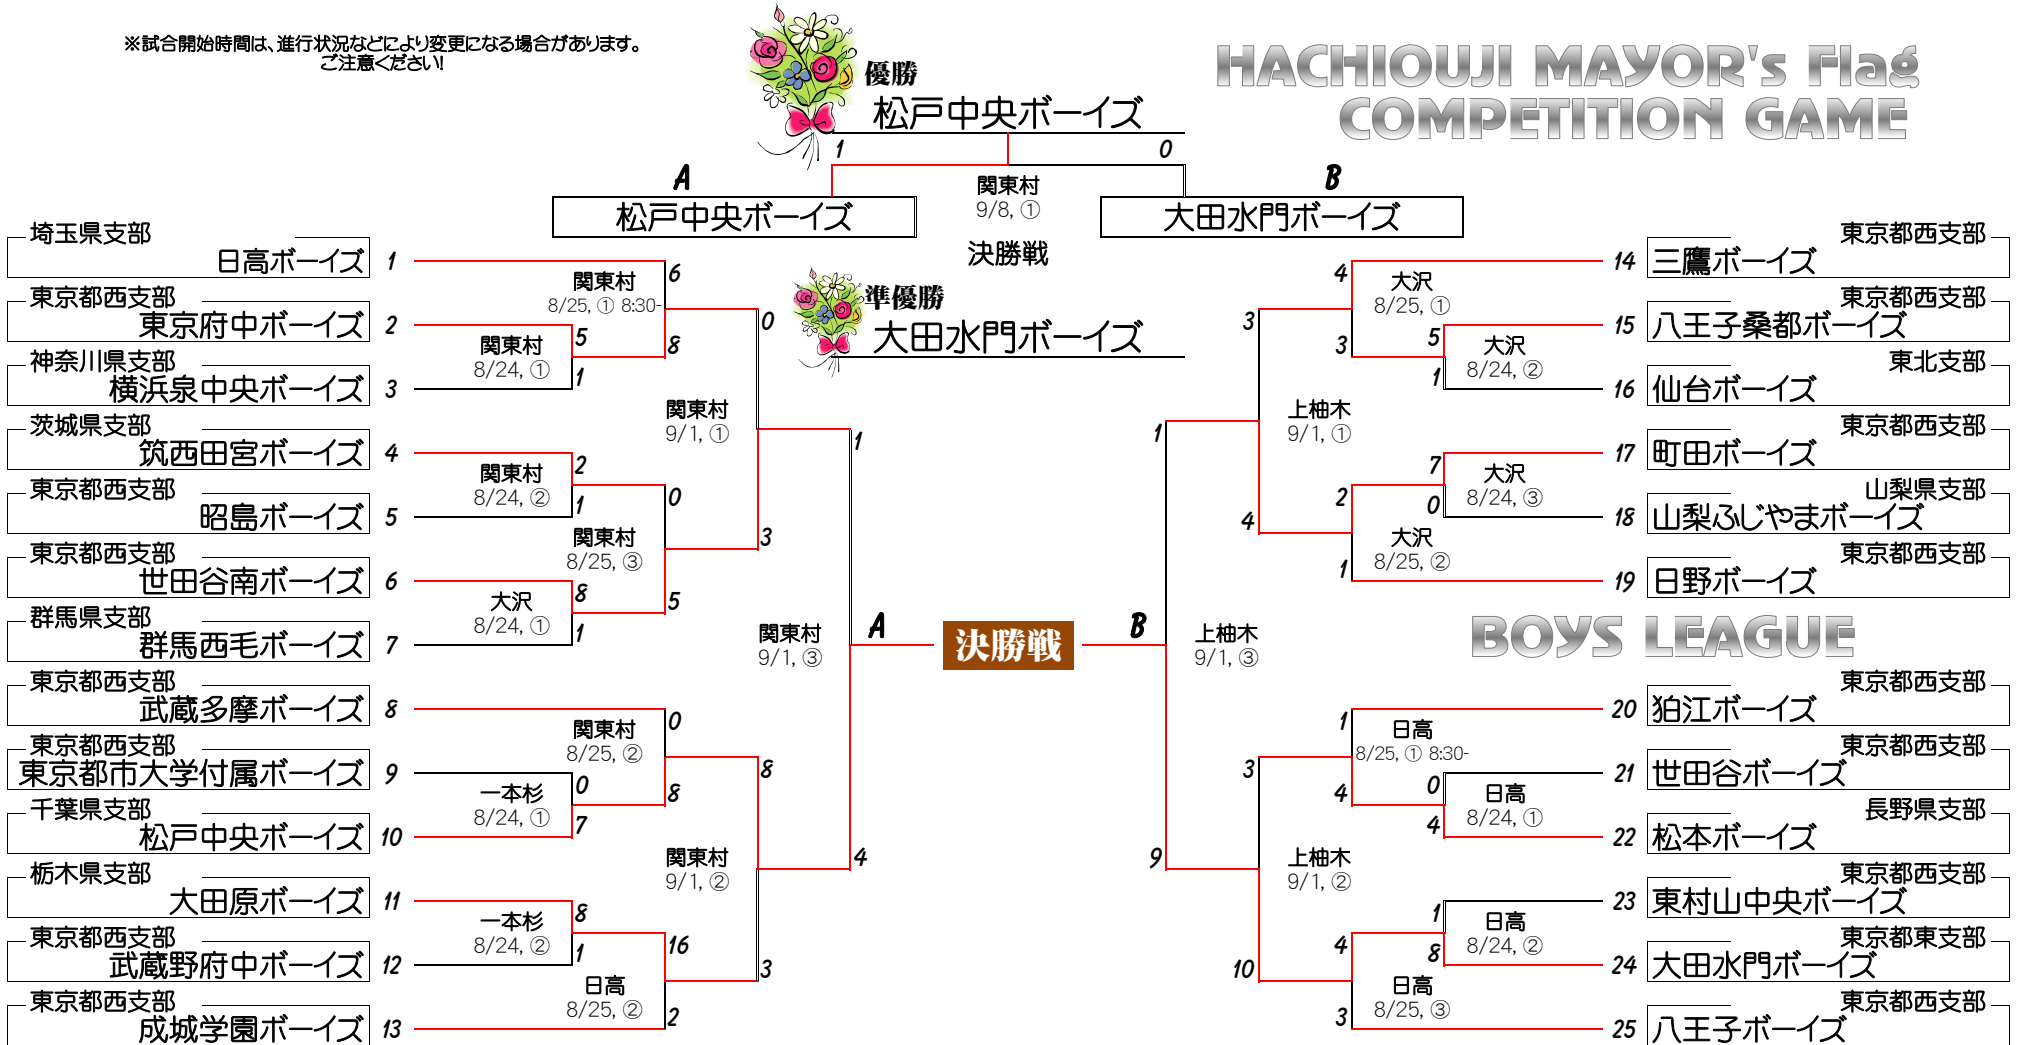 ※試合開始時間は、進行状況などにより変更になる場合があります。
ご注意ください!
HACHIOUJI MAYOR's Flag
COMPETITION GAME
優勝
松戸中央ボーイズ
1
0
関東村
9/8, ①
決勝戦
A
松戸中央ボーイズ
B
大田水門ボーイズ
準優勝
大田水門ボーイズ
埼玉県支部
日高ボーイズ 1
東京都西支部
東京府中ボーイズ 2
神奈川県支部
横浜泉中央ボーイズ 3
茨城県支部
筑西田宮ボーイズ 4
東京都西支部
昭島ボーイズ 5
東京都西支部
世田谷南ボーイズ 6
群馬県支部
群馬西毛ボーイズ 7
東京都西支部
武蔵多摩ボーイズ 8
東京都西支部
東京都市大学付属ボーイズ 9
千葉県支部
松戸中央ボーイズ 10
栃木県支部
大田原ボーイズ 11
東京都西支部
武蔵野府中ボーイズ 12
東京都西支部
成城学園ボーイズ 13
関東村
8/24, ①
5
1
関東村
8/24, ②
2
1
大沢
8/24, ①
8
1
一本杉
8/24, ①
0
7
一本杉
8/24, ②
8
1
関東村
8/25, ① 8:30-
6
8
関東村
8/25, ③
0
5
関東村
8/25, ②
0
8
日高
8/25, ②
16
2
関東村
9/1, ①
0
3
関東村
9/1, ②
8
3
関東村
9/1, ③
1
4
A
決勝戦
B
上柚木
9/1, ③
1
9
上柚木
9/1, ①
3
4
上柚木
9/1, ②
3
10
大沢
8/25, ①
4
3
大沢
8/25, ②
2
1
日高
8/25, ① 8:30-
1
4
日高
8/25, ③
4
3
大沢
8/24, ②
5
1
大沢
8/24, ③
7
0
日高
8/24, ①
0
4
日高
8/24, ②
1
8
東京都西支部
14 三鷹ボーイズ
東京都西支部
15 八王子桑都ボーイズ
東北支部
16 仙台ボーイズ
東京都西支部
17 町田ボーイズ
山梨県支部
18 山梨ふじやまボーイズ
東京都西支部
19 日野ボーイズ
BOYS LEAGUE
東京都西支部
20 狛江ボーイズ
東京都西支部
21 世田谷ボーイズ
長野県支部
22 松本ボーイズ
東京都西支部
23 東村山中央ボーイズ
東京都東支部
24 大田水門ボーイズ
東京都西支部
25 八王子ボーイズ